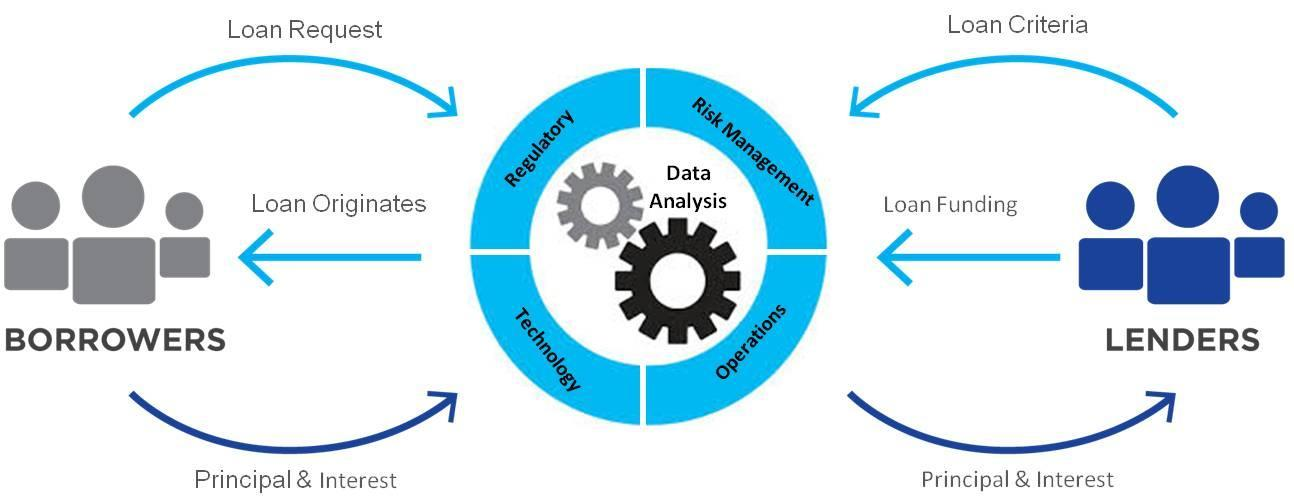 Loan Request
Loan Criteria
Regulatory
Risk Management
Data
Analysis
Loan Originates
Loan Funding
BORROWERS
LENDERS
Technology
Operations
Principal & Interest
Principal & Interest